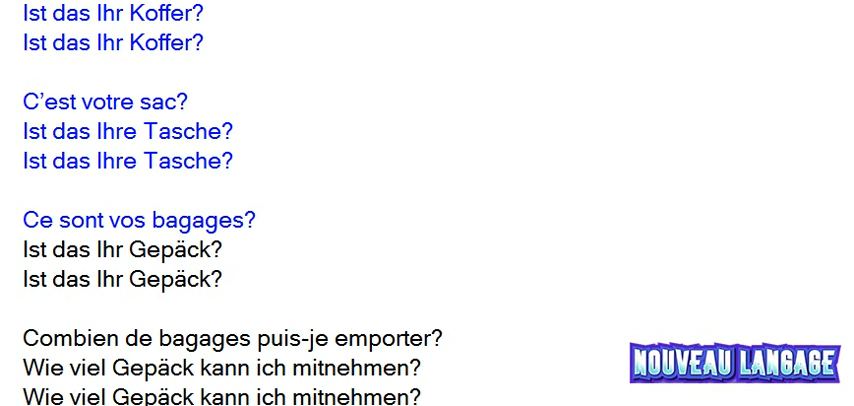 Ist das Ihr Koffer?
Ist das Ihr Koffer?
C’est votre sac?
Ist das Ihre Tasche?
Ist das Ihre Tasche?
Ce sont vos bagages?
Ist das Ihr Gepäck?
Ist das Ihr Gepäck?
Combien de bagages puis-je emporter?
Wie viel Gepäck kann ich mitnehmen?
NOUVEAU LANGAGE
Wie viel Gepäck kann ich mitnehmen?